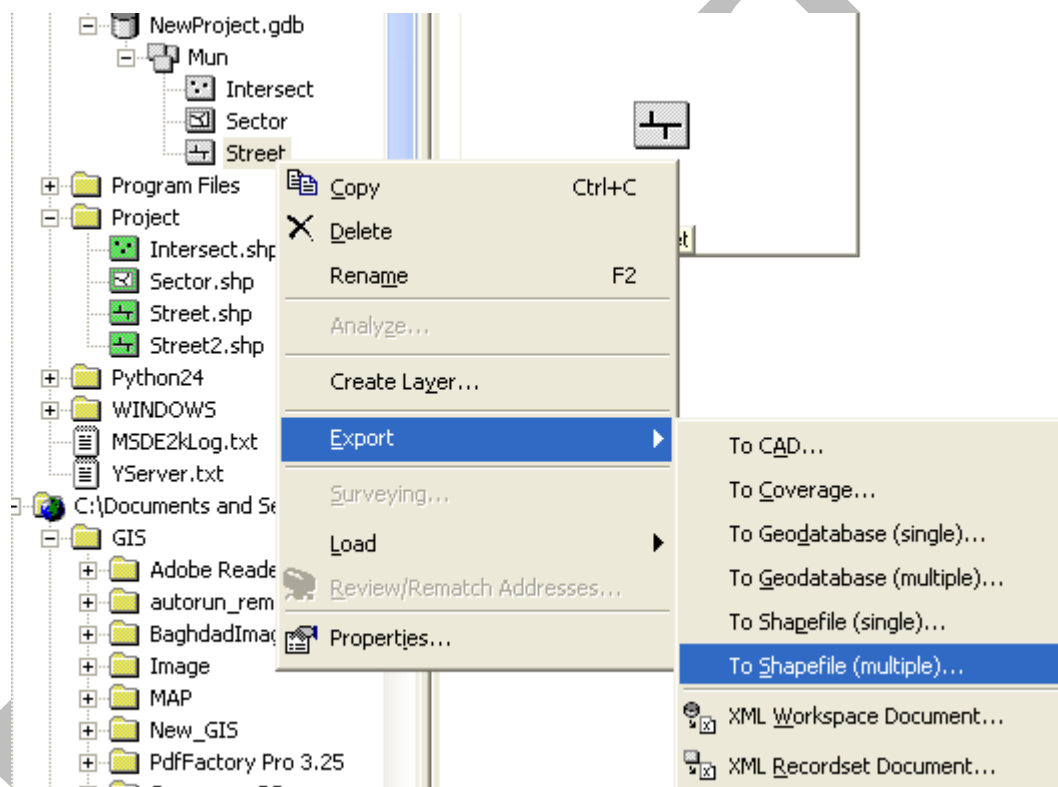 NewProject.gdb
Mun
Intersect
Sector
Street
Program Files
Project
Intersect.shp
Sector.shp
Street.shp
Street2.shp
Python24
WINDOWS
MSDE2kLog.txt
YServer.txt
C:\Documents and Se
GIS
Adobe Reade
autorun_rem
BaghdadImag
Image
MAP
New_GIS
PdfFactory Pro 3.25
Copy Ctrl+C
Delete
Rename F2
Analyze...
Create Layer...
Export
Surveying...
Load
Review/Rematch Addresses...
Properties...
To CAD...
To Coverage...
To Geodatabase (single)...
To Geodatabase (multiple)...
To Shapefile (single)...
To Shapefile (multiple)...
XML Workspace Document...
XML Recordset Document...